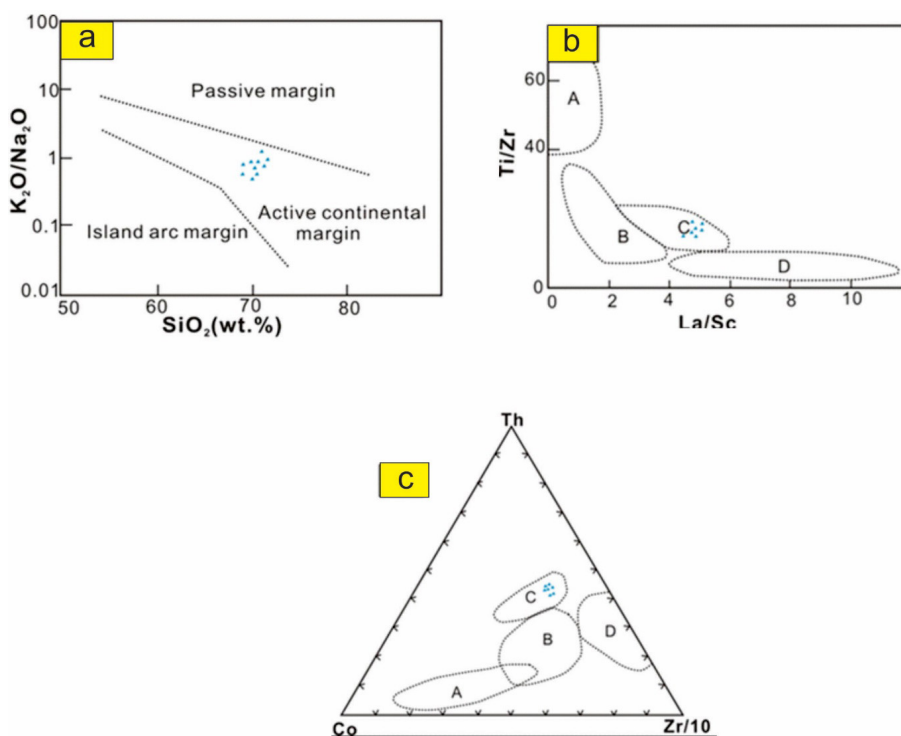 a
100
10
1
0.1
0.01
K₂O/Na₂O
Passive margin
Island arc margin
Active continental
margin
50
60
70
80
SiO₂(wt.%)
b
60
40
0
Ti/Zr
A
B
C
D
0
2
4
6
8
10
La/Sc
c
Th
C
B
D
A
Co
Zr/10